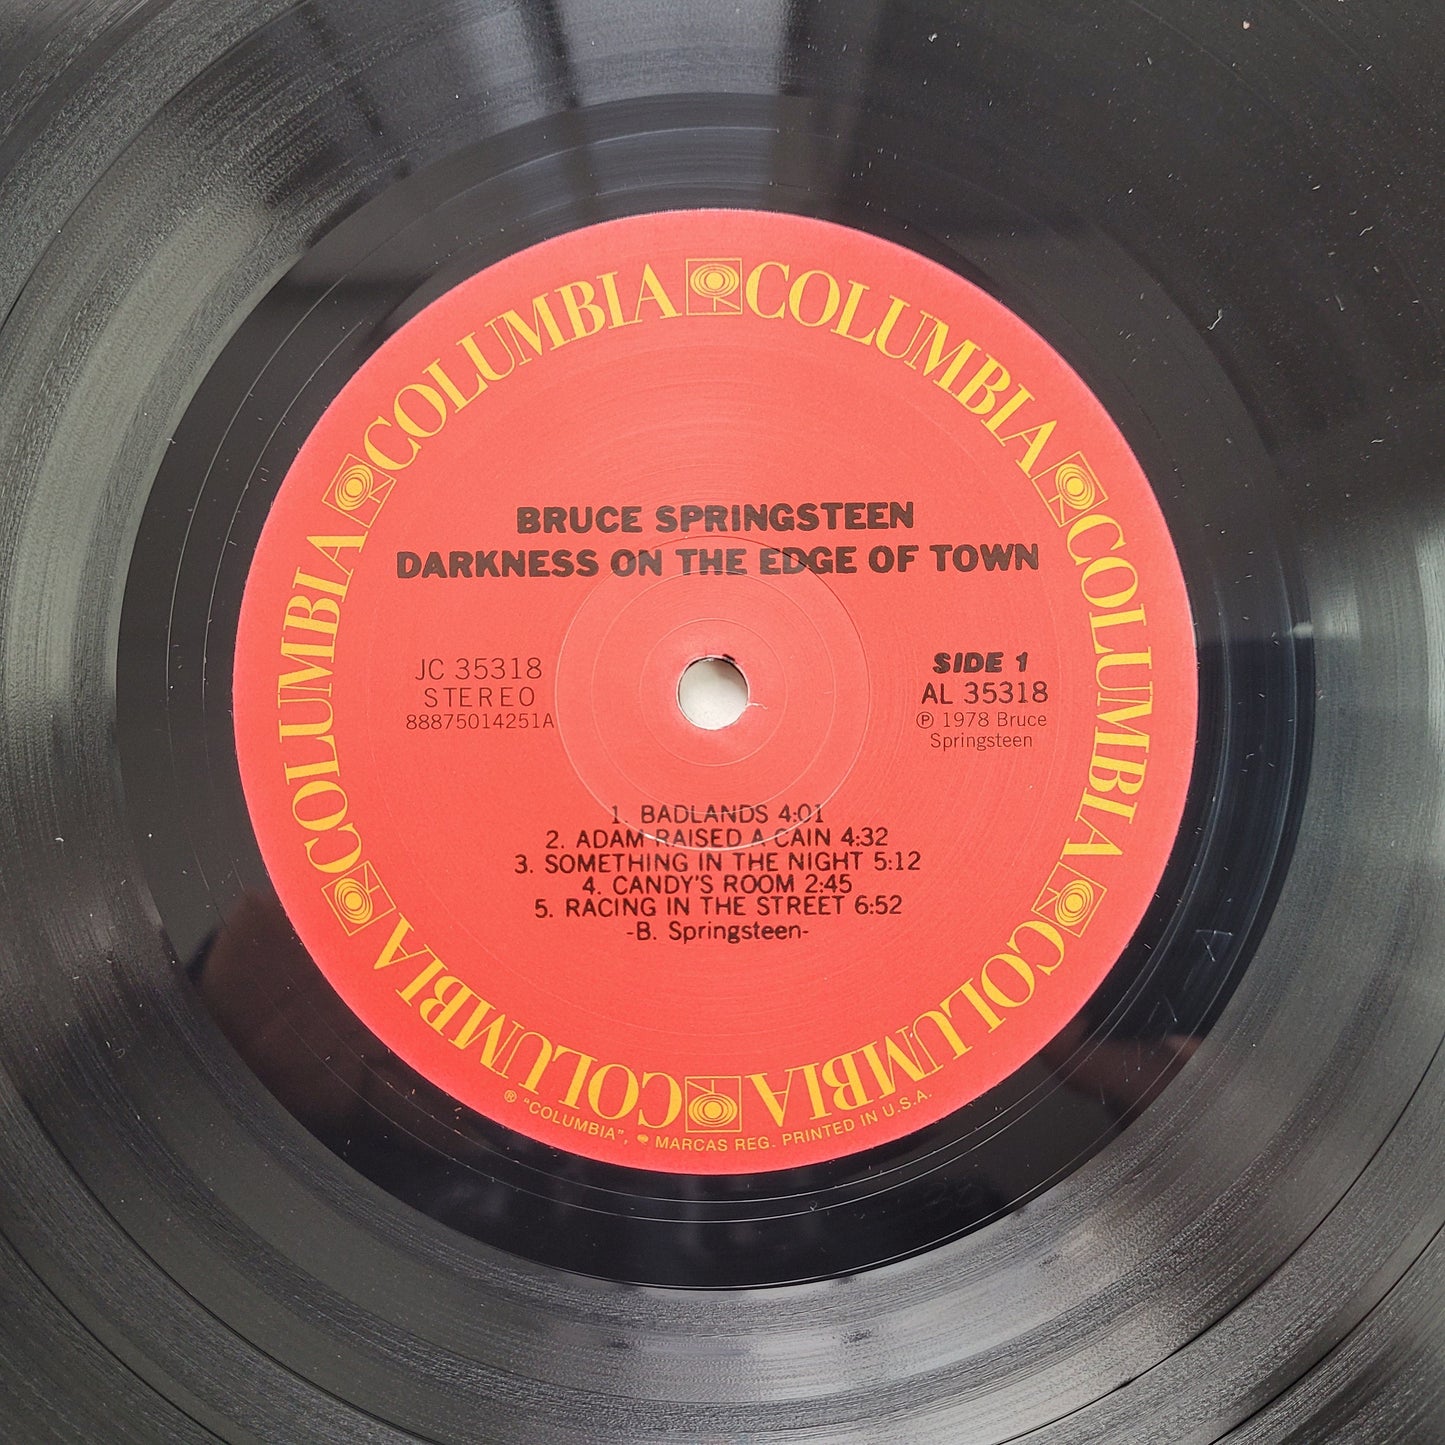 COLUMBIA COLUMBIA COLUMBIA COLUMBIA COLUMBIA COLUMBIA
BRUCE SPRINGSTEEN
DARKNESS ON THE EDGE OF TOWN
JC 35318
STEREO
88875014251A
SIDE 1
AL 35318
℗ 1978 Bruce
Springsteen
1. BADLANDS 4:01
2. ADAM RAISED A CAIN 4:32
3. SOMETHING IN THE NIGHT 5:12
4. CANDY'S ROOM 2:45
5. RACING IN THE STREET 6:52
-B. Springsteen-
® "COLUMBIA", MARCAS REG. PRINTED IN U.S.A.